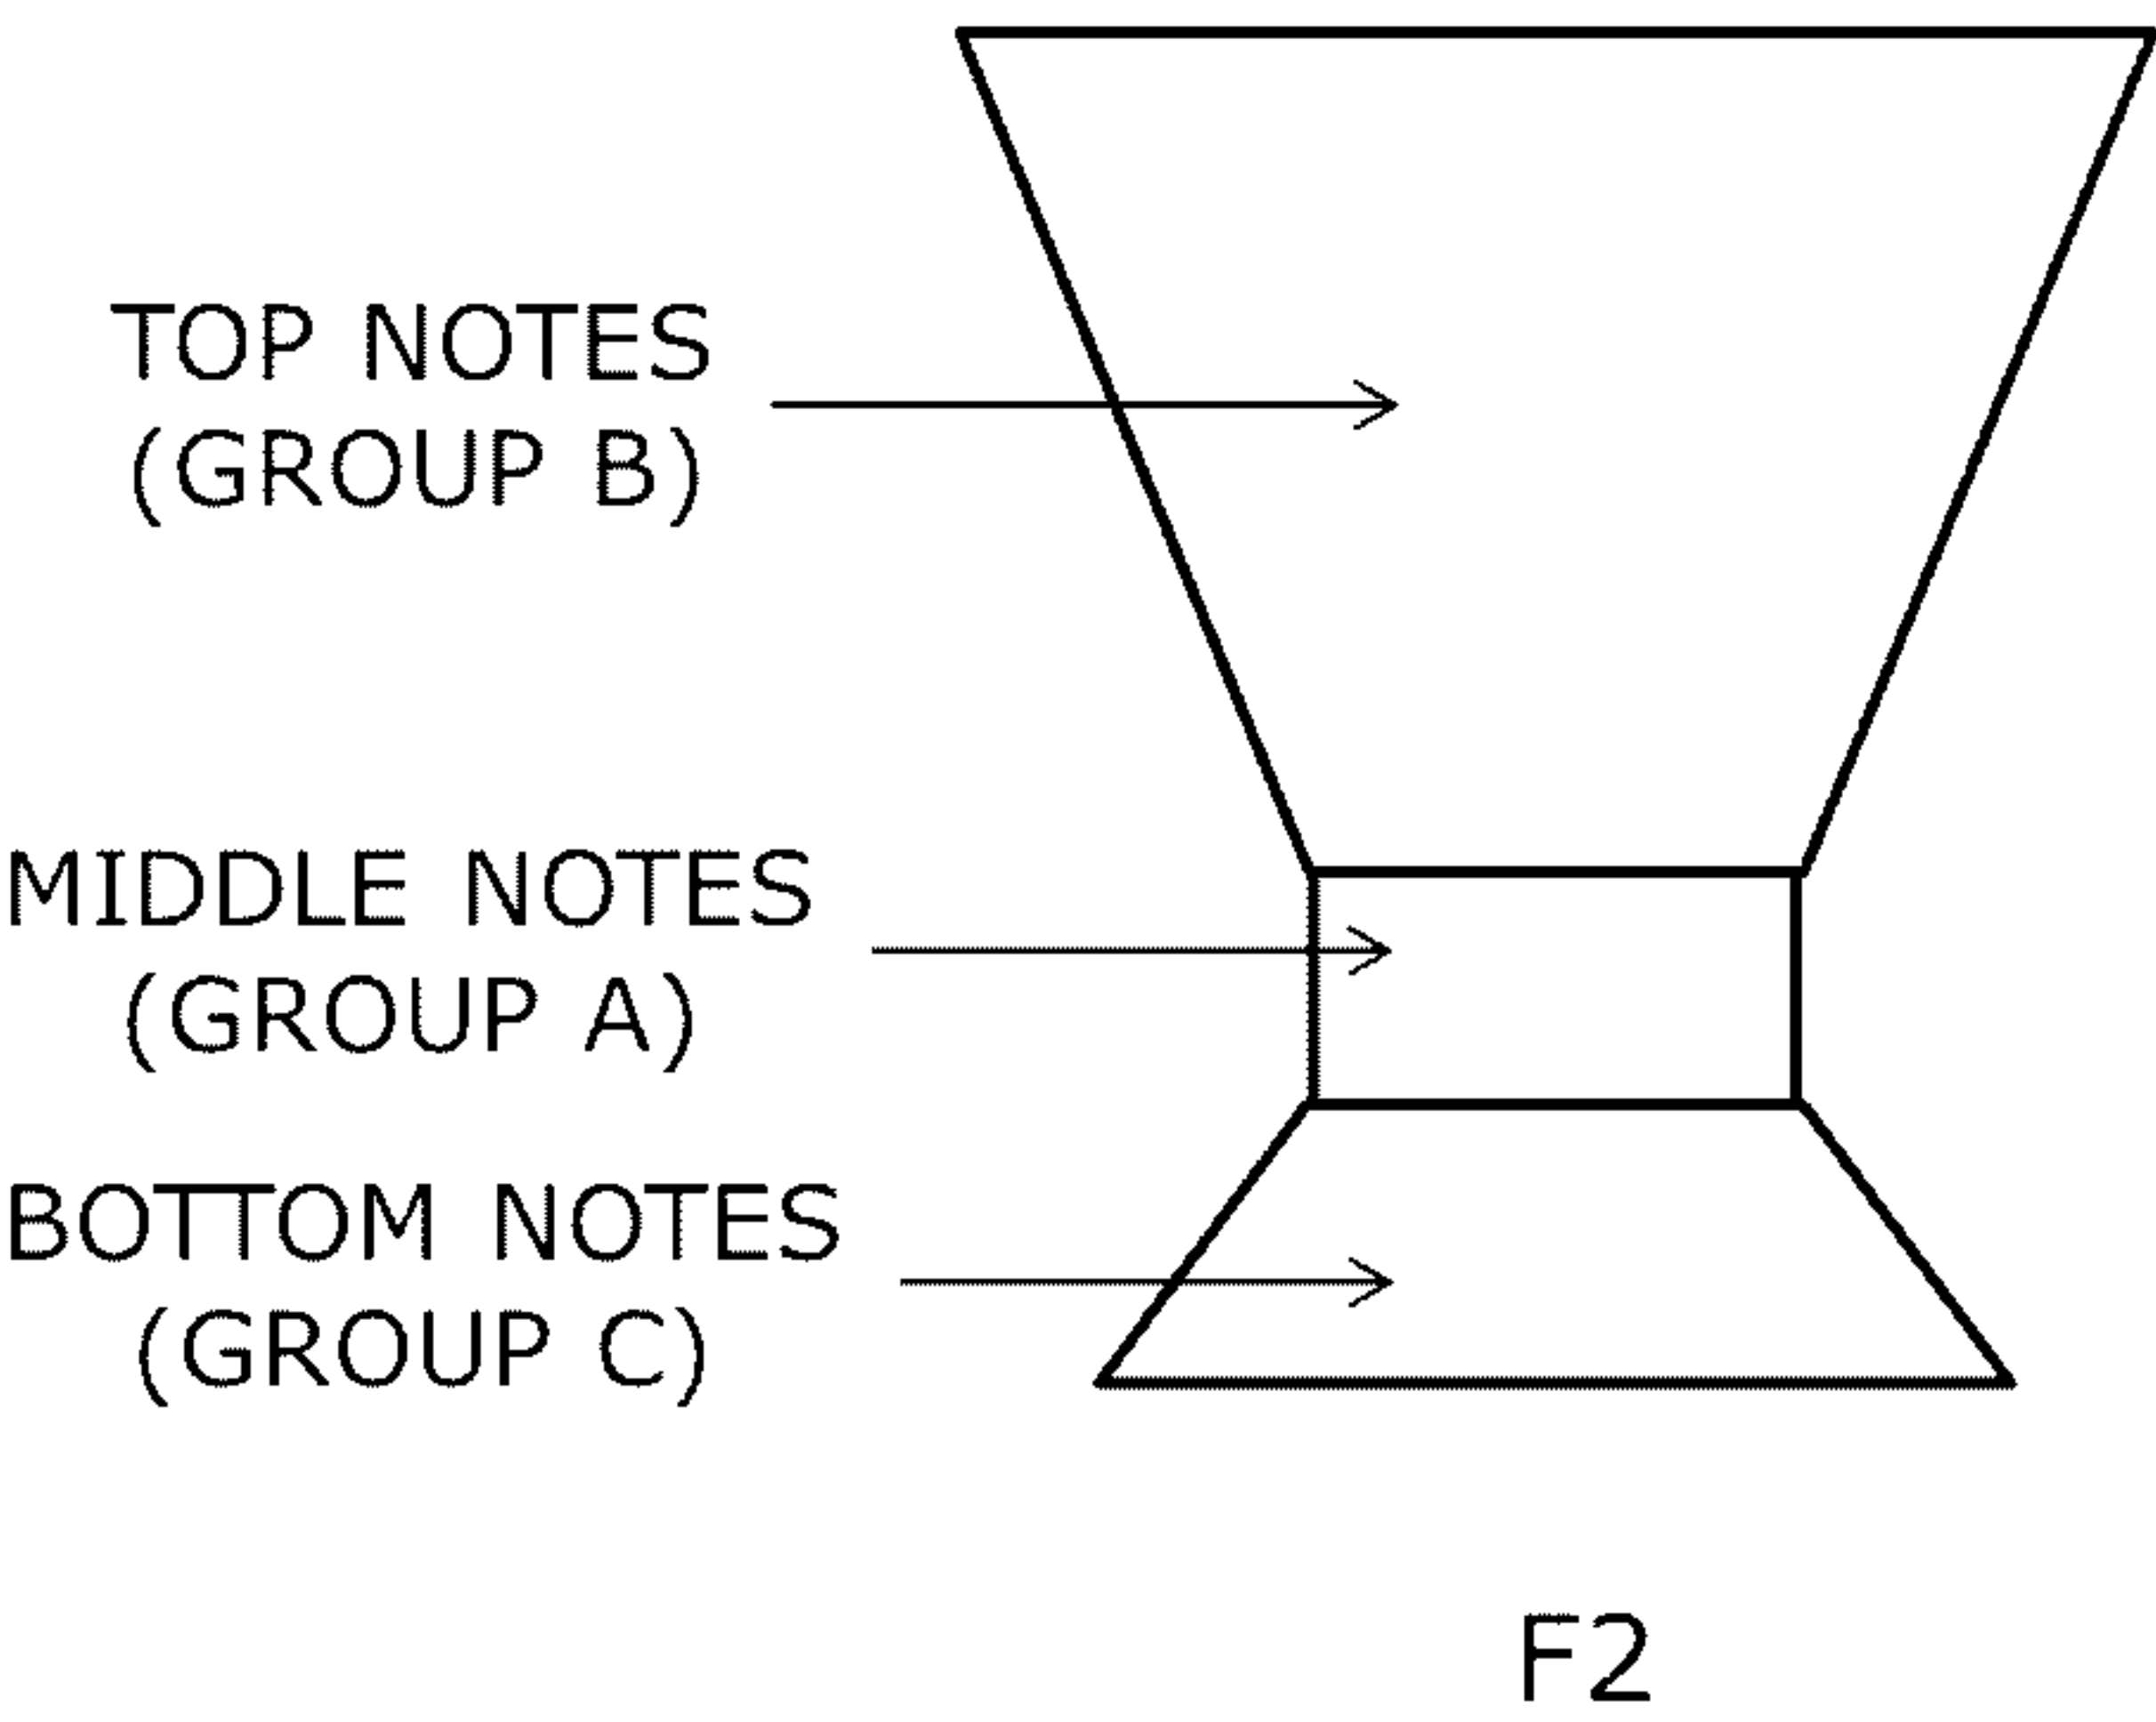 TOP NOTES
(GROUP B)
MIDDLE NOTES
(GROUP A)
BOTTOM NOTES
(GROUP C)
F2